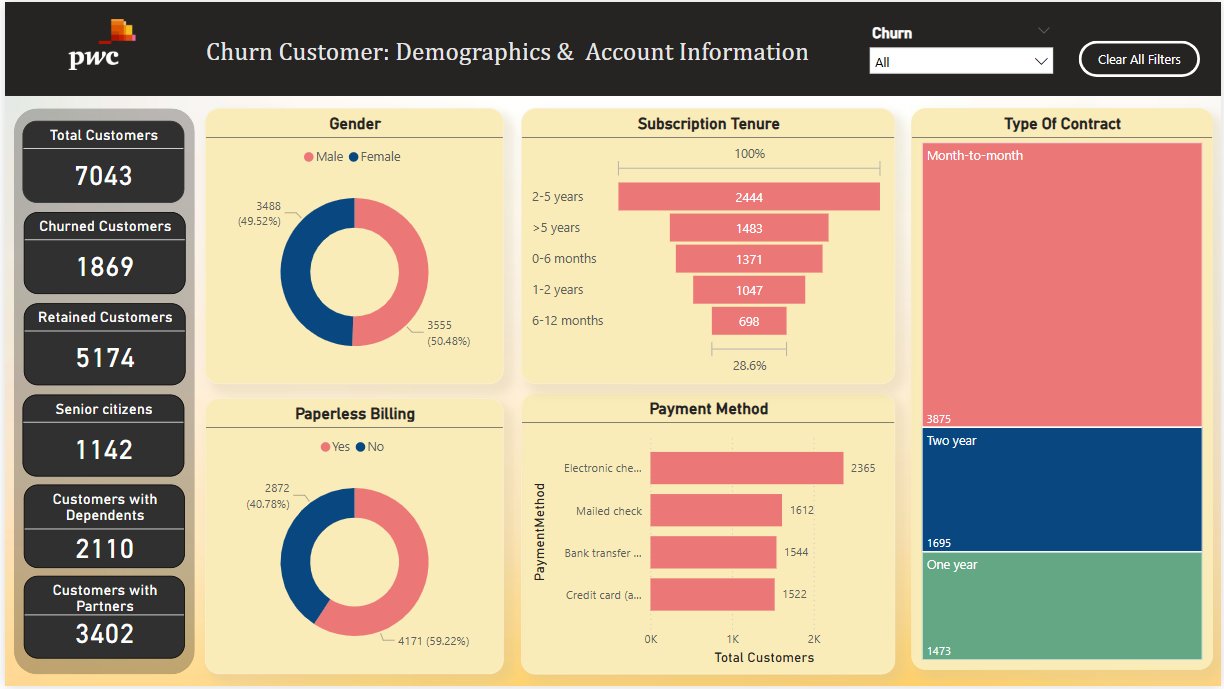 pwc
Churn Customer: Demographics & Account Information
Churn
All
Clear All Filters
Total Customers
7043
Churned Customers
1869
Retained Customers
5174
Senior citizens
1142
Customers with
Dependents
2110
Customers with
Partners
3402
Gender
Male Female
3488
(49.52%)
3555
(50.48%)
Paperless Billing
Yes No
2872
(40.78%)
4171 (59.22%)
Subscription Tenure
100%
2-5 years 2444
>5 years 1483
0-6 months 1371
1-2 years 1047
6-12 months 698
28.6%
Payment Method
PaymentMethod
Electronic che... 2365
Mailed check 1612
Bank transfer ... 1544
Credit card (a... 1522
0K 1K 2K
Total Customers
Type Of Contract
Month-to-month
3875
Two year
1695
One year
1473